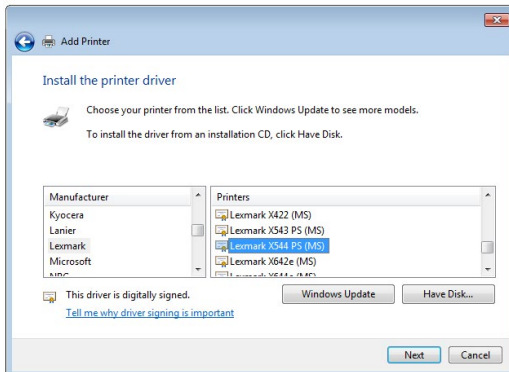 Add Printer
Install the printer driver
Choose your printer from the list. Click Windows Update to see more models.
To install the driver from an installation CD, click Have Disk.
Manufacturer
Kyocera
Lanier
Lexmark
Microsoft
Printers
Lexmark X422 (MS)
Lexmark X543 PS (MS)
Lexmark X544 PS (MS)
Lexmark X642e (MS)
This driver is digitally signed.
Tell me why driver signing is important
Windows Update
Have Disk...
Next
Cancel